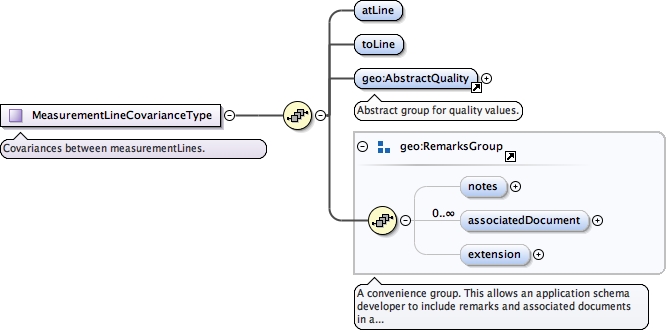 atLine
toLine
geo:AbstractQuality
Abstract group for quality values.
MeasurementLineCovarianceType
Covariances between measurementLines.
geo:RemarksGroup
notes
0..∞
associatedDocument
extension
A convenience group. This allows an application schema
developer to include remarks and associated documents
in a...